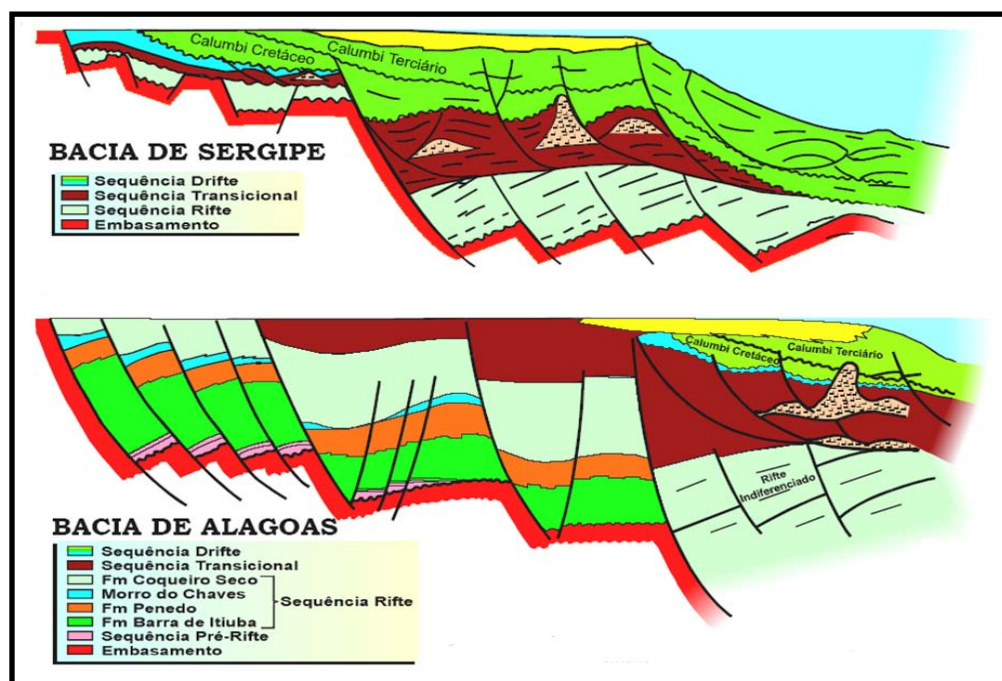 Calumbi Cretáceo
Calumbi Terciário
BACIA DE SERGIPE
Sequência Drifte
Sequência Transicional
Sequência Rifte
Embasamento
Calumbi Cretáceo
Calumbi Terciário
Rifte
Indiferenciado
BACIA DE ALAGOAS
Sequência Drifte
Sequência Transicional
Fm Coqueiro Seco
Morro do Chaves
Fm Penedo
Fm Barra de Itiuba
Sequência Rifte
Sequência Pré-Rifte
Embasamento